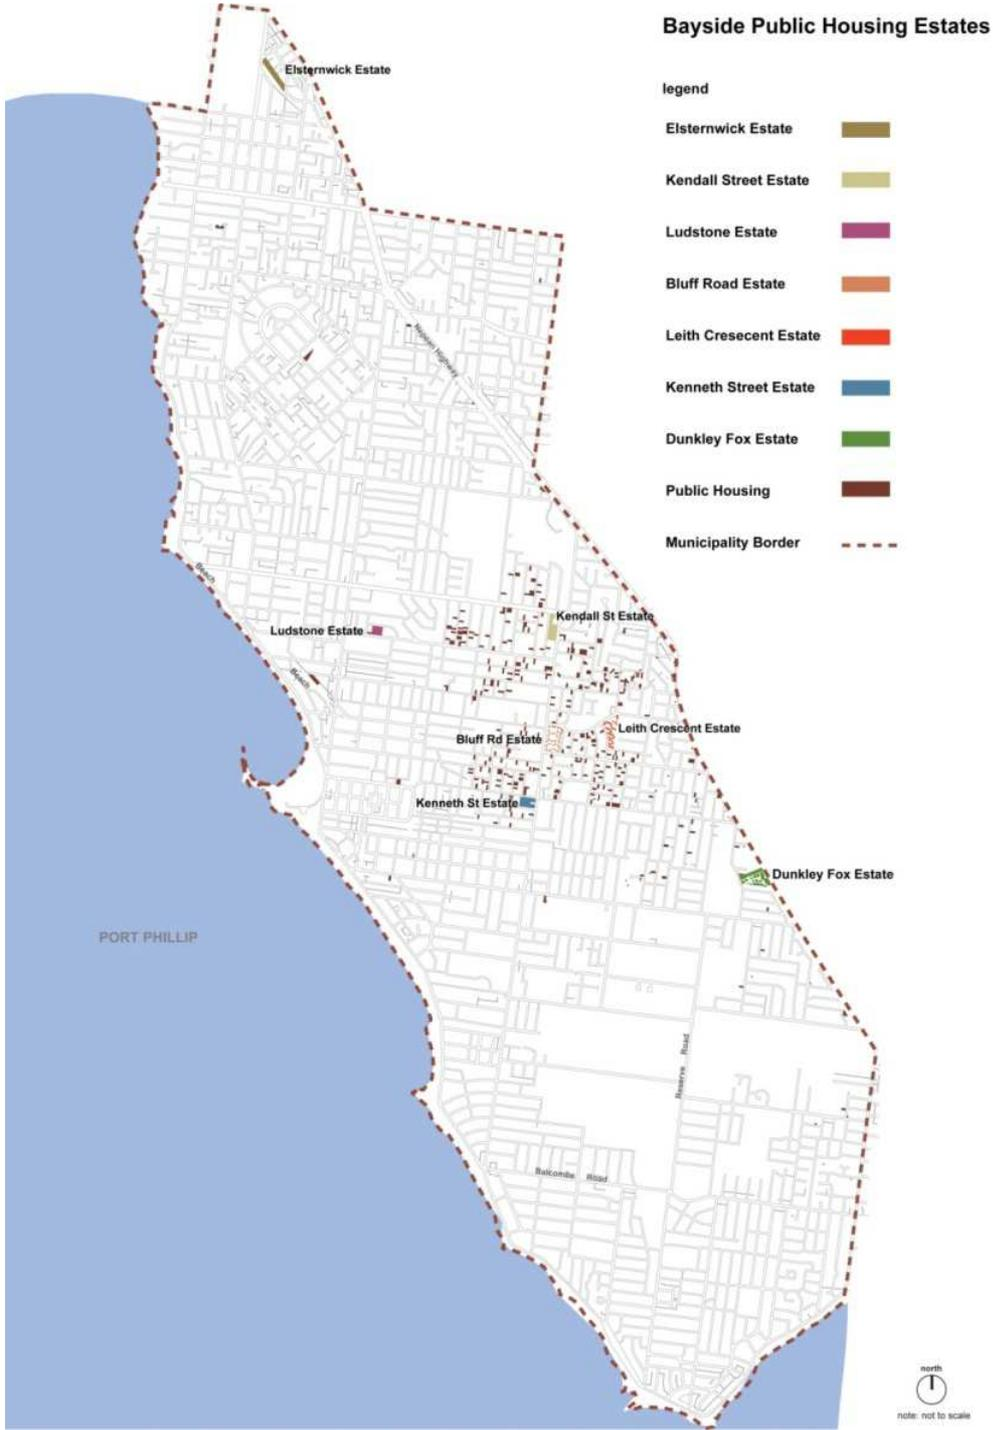 Bayside Public Housing Estates
legend
Elsternwick Estate
Kendall Street Estate
Ludstone Estate
Bluff Road Estate
Leith Cresecent Estate
Kenneth Street Estate
Dunkley Fox Estate
Public Housing
Municipality Border
Elsternwick Estate
Nepean Highway
Beach
Kendall St Estate
Ludstone Estate
Beach
Leith Crescent Estate
Bluff Rd Estate
Kenneth St Estate
Dunkley Fox Estate
PORT PHILLIP
Reserve Road
Balcombe Road
north
note: not to scale